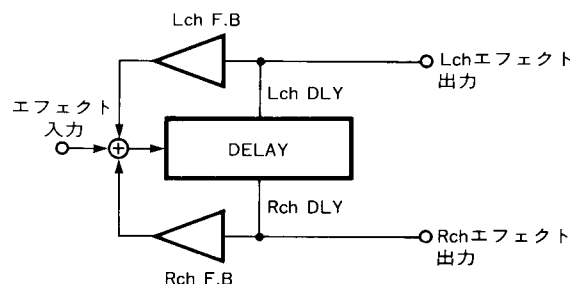 Lch F.B
Lch DLY
Lchエフェクト
出力
エフェクト
入力
DELAY
Rch DLY
Rch F.B
Rchエフェクト
出力